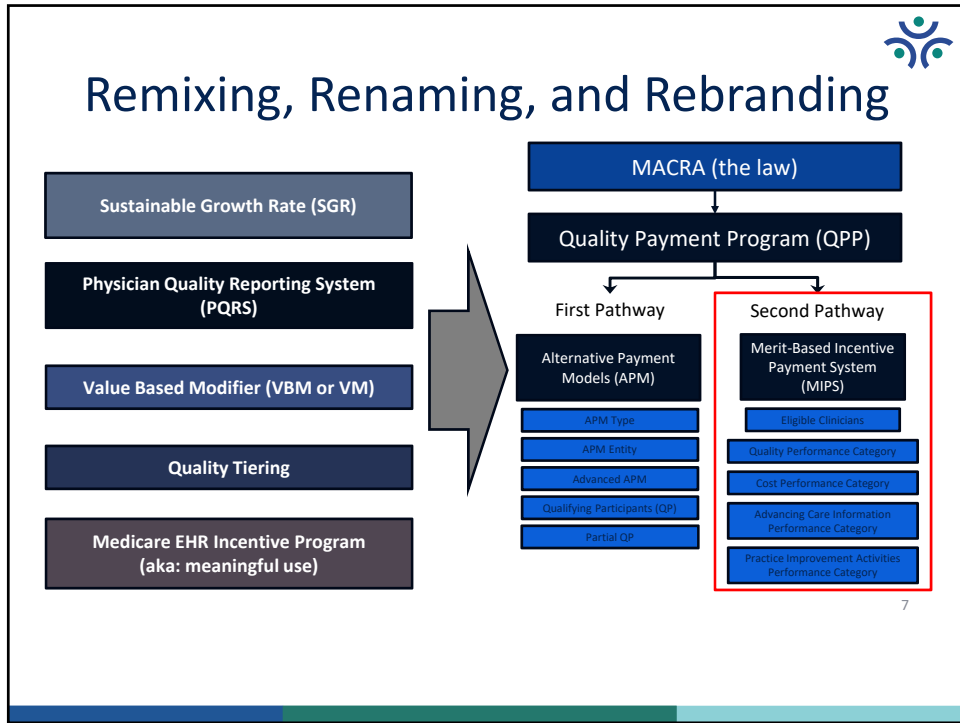 Remixing, Renaming, and Rebranding
Sustainable Growth Rate (SGR)
Physician Quality Reporting System
(PQRS)
Value Based Modifier (VBM or VM)
Quality Tiering
Medicare EHR Incentive Program
(aka: meaningful use)
MACRA (the law)
Quality Payment Program (QPP)
First Pathway
Alternative Payment
Models (APM)
APM Type
APM Entity
Advanced APM
Qualifying Participants (QP)
Partial QP
Second Pathway
Merit-Based Incentive
Payment System
(MIPS)
Eligible Clinicians
Quality Performance Category
Cost Performance Category
Advancing Care Information
Performance Category
Practice Improvement Activities
Performance Category
7